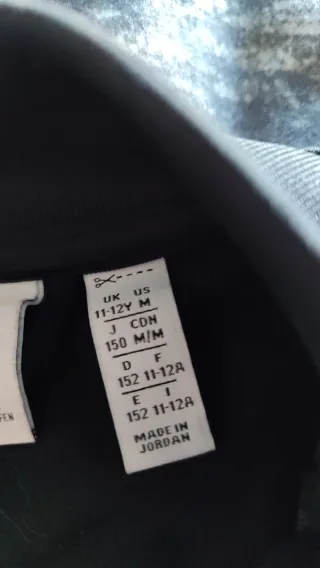 UK US
11-12Y M
J CDN
150 M/M
D F
152 11-12A
E I
152 11-12A
MADE IN
JORDAN